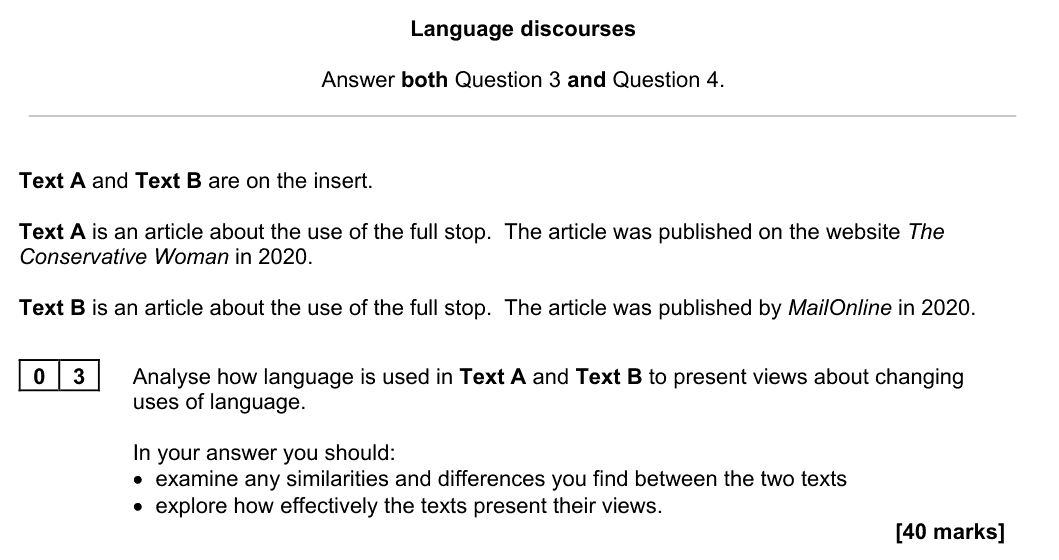 Language discourses
Answer both Question 3 and Question 4.
Text A and Text B are on the insert.
Text A is an article about the use of the full stop.  The article was published on the website The
Conservative Woman in 2020.
Text B is an article about the use of the full stop.  The article was published by MailOnline in 2020.
0 3 Analyse how language is used in Text A and Text B to present views about changing
uses of language.
In your answer you should:
• examine any similarities and differences you find between the two texts
• explore how effectively the texts present their views.
[40 marks]